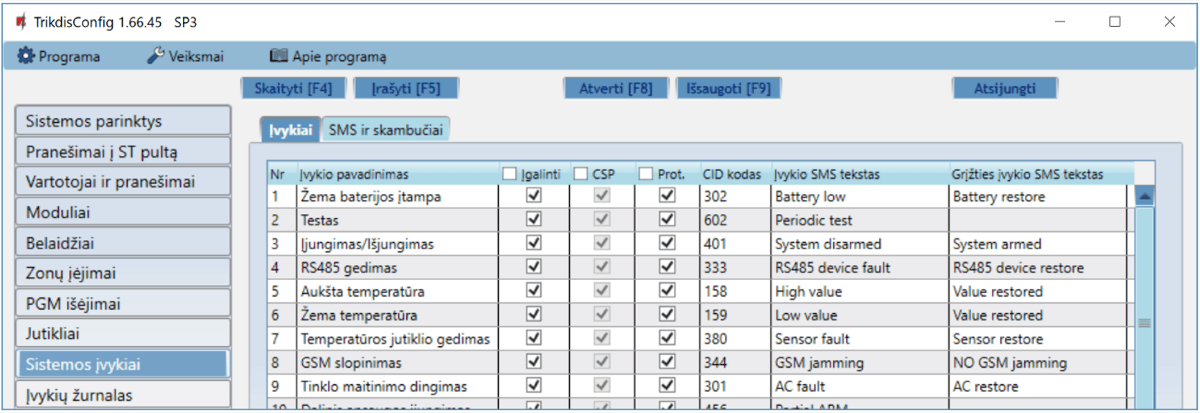 TrikdisConfig 1.66.45 SP3
Programa Veiksmai Apie programą
Skaityti [F4] Įrašyti [F5] Atverti [F8] Išsaugoti [F9] Atsijungti
Sistemos parinktys
Pranešimai į ST pultą
Vartotojai ir pranešimai
Moduliai
Belaidžiai
Zonų įėjimai
PGM išėjimai
Jutikliai
Sistemos įvykiai
Įvykių žurnalas
Įvykiai SMS ir skambučiai
Nr Įvykio pavadinimas Įgalinti CSP Prot. CID kodas Įvykio SMS tekstas Grįžties įvykio SMS tekstas
1 Žema baterijos įtampa 302 Battery low Battery restore
2 Testas 602 Periodic test
3 Įjungimas/Išjungimas 401 System disarmed System armed
4 RS485 gedimas 333 RS485 device fault RS485 device restore
5 Aukšta temperatūra 158 High value Value restored
6 Žema temperatūra 159 Low value Value restored
7 Temperatūros jutiklio gedimas 380 Sensor fault Sensor restore
8 GSM slopinimas 344 GSM jamming NO GSM jamming
9 Tinklo maitinimo dingimas 301 AC fault AC restore
10 456 Partial ARM